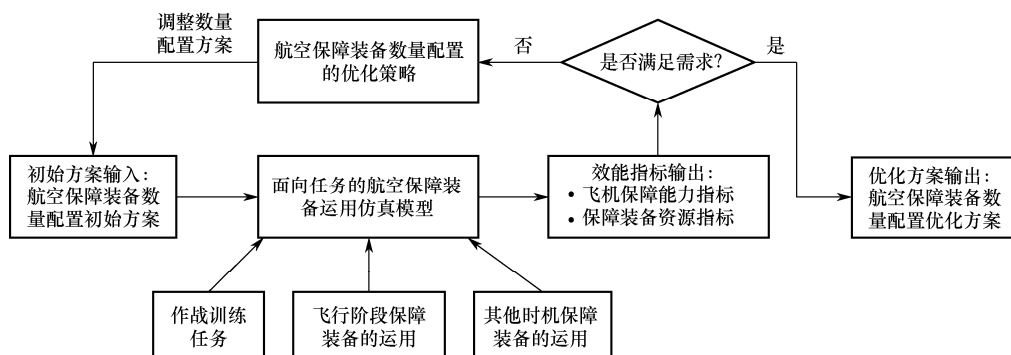 调整数量
配置方案
航空保障装备数量配置
的优化策略
否
是否满足需求?
是
初始方案输入:
航空保障装备数
量配置初始方案
面向任务的航空保障装
备运用仿真模型
效能指标输出:
• 飞机保障能力指标
• 保障装备资源指标
优化方案输出:
航空保障装备数
量配置优化方案
作战训练
任务
飞行阶段保障
装备的运用
其他时机保障
装备的运用